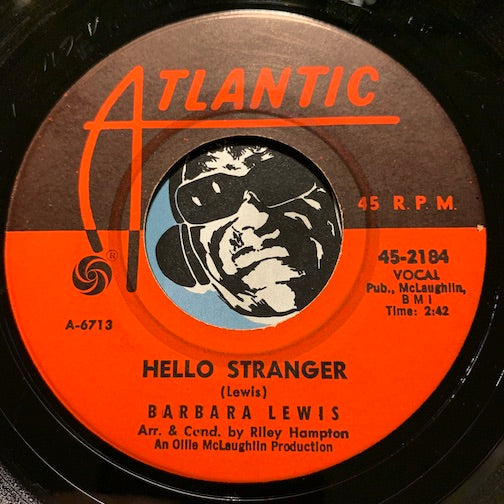 ATLANTIC
45 R.P.M.
®
45-2184
VOCAL
Pub., McLaughlin,
BMI
Time: 2:42
A-6713
HELLO STRANGER
(Lewis)
BARBARA LEWIS
Arr. & Cond. by Riley Hampton
An Ollie McLaughlin Production